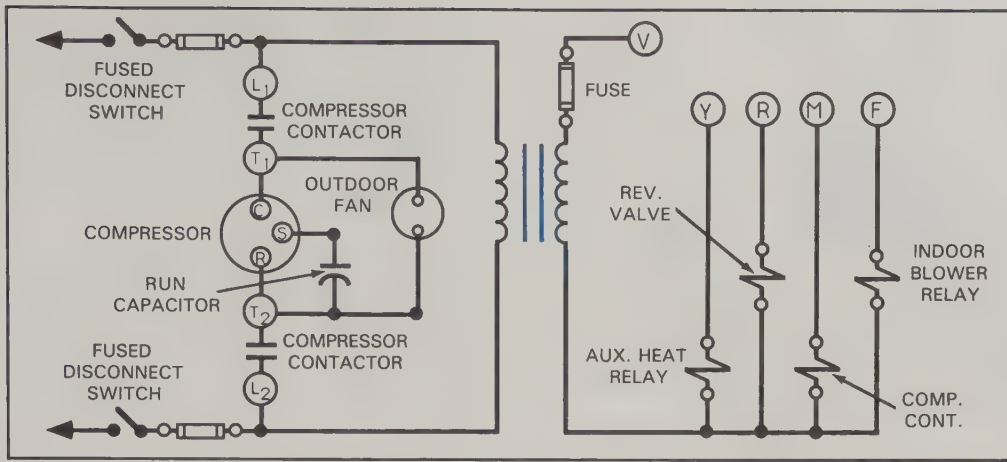 FUSED
DISCONNECT
SWITCH
L1
COMPRESSOR
CONTACTOR
T1
OUTDOOR
FAN
C
COMPRESSOR
S
R
RUN
CAPACITOR
T2
COMPRESSOR
CONTACTOR
FUSED
DISCONNECT
SWITCH
L2
V
FUSE
Y
R
M
F
REV.
VALVE
INDOOR
BLOWER
RELAY
AUX. HEAT
RELAY
COMP.
CONT.